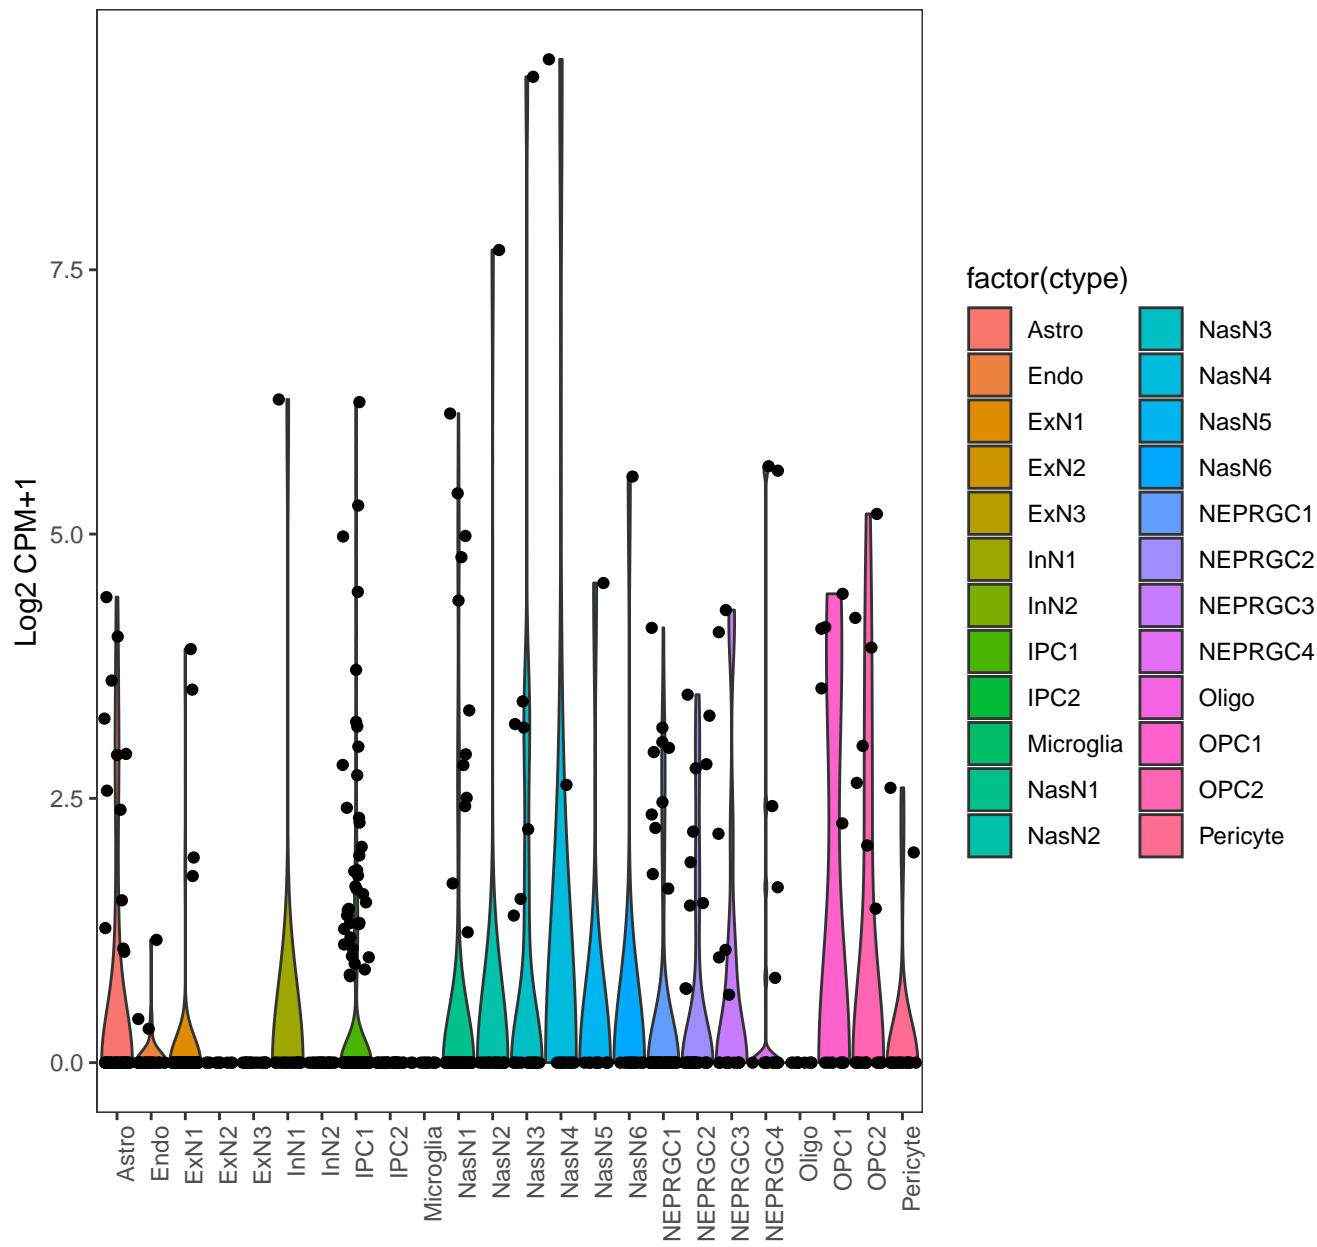 Log2 CPM+1
7.5
5.0
2.5
0.0
Astro
Endo
ExN1
ExN2
ExN3
InN1
InN2
IPC1
IPC2
Microglia
NasN1
NasN2
NasN3
NasN4
NasN5
NasN6
NEPRGC1
NEPRGC2
NEPRGC3
NEPRGC4
Oligo
OPC1
OPC2
Pericyte
factor(ctype)
Astro
Endo
ExN1
ExN2
ExN3
InN1
InN2
IPC1
IPC2
Microglia
NasN1
NasN2
NasN3
NasN4
NasN5
NasN6
NEPRGC1
NEPRGC2
NEPRGC3
NEPRGC4
Oligo
OPC1
OPC2
Pericyte